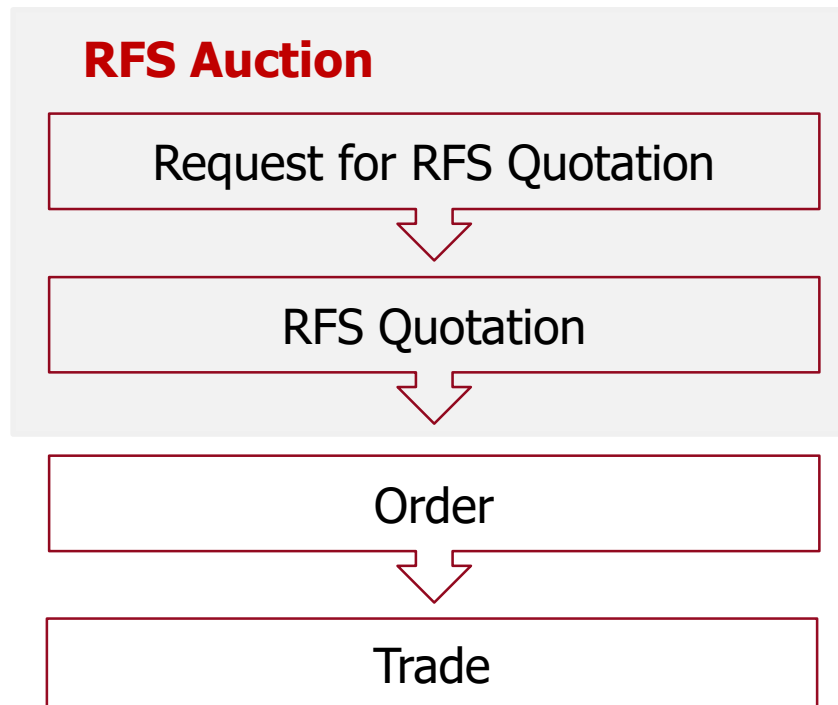 RFS Auction
Request for RFS Quotation
RFS Quotation
Order
Trade